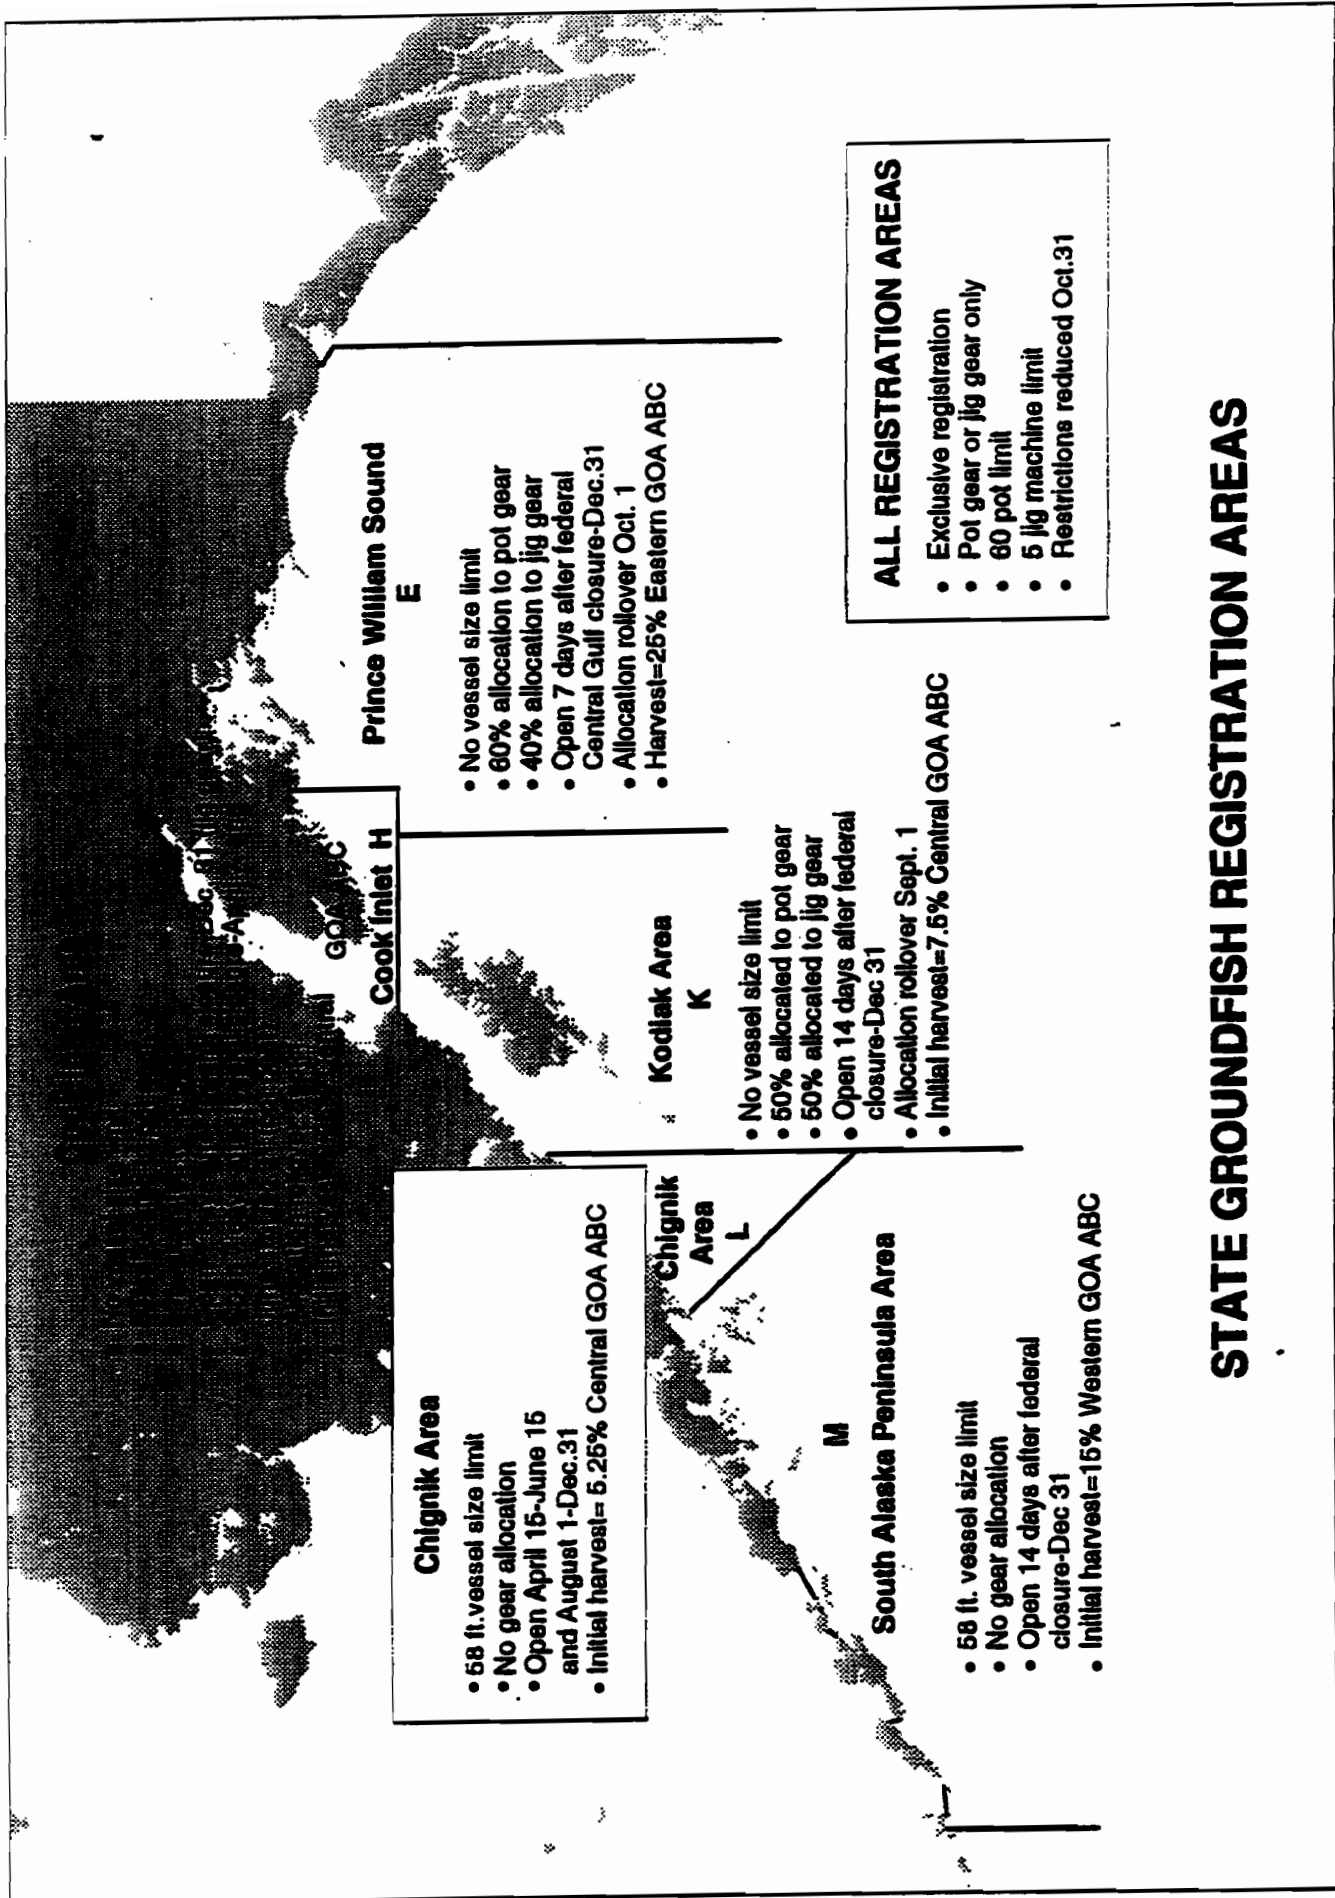 Chignik Area
• 58 ft.vessel size limit
• No gear allocation
• Open April 15-June 15
and August 1-Dec.31
• Initial harvest= 5.25% Central GOA ABC
Dec. 31
GOA ABC
Cook Inlet H
Prince William Sound
E
• No vessel size limit
• 60% allocation to pot gear
• 40% allocation to jig gear
• Open 7 days after federal
Central Gulf closure-Dec.31
• Allocation rollover Oct. 1
• Harvest=25% Eastern GOA ABC
Kodiak Area
K
• No vessel size limit
• 50% allocated to pot gear
• 50% allocated to jig gear
• Open 14 days after federal
closure-Dec 31
• Allocation rollover Sept. 1
• Initial harvest=7.5% Central GOA ABC
Chignik
Area
L
M
South Alaska Peninsula Area
• 58 ft. vessel size limit
• No gear allocation
• Open 14 days after federal
closure-Dec 31
• Initial harvest=15% Western GOA ABC
ALL REGISTRATION AREAS
• Exclusive registration
• Pot gear or jig gear only
• 60 pot limit
• 5 jig machine limit
• Restrictions reduced Oct.31
STATE GROUNDFISH REGISTRATION AREAS